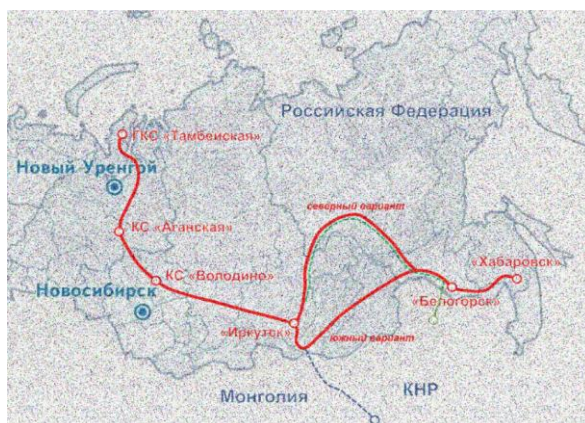 Российская Федерация
ГКС «Тамбейская»
Новый Уренгой
северный вариант
КС «Аганская»
«Хабаровск»
КС «Володино»
Новосибирск
«Белогорск»
«Иркутск»
южный вариант
Монголия
КНР